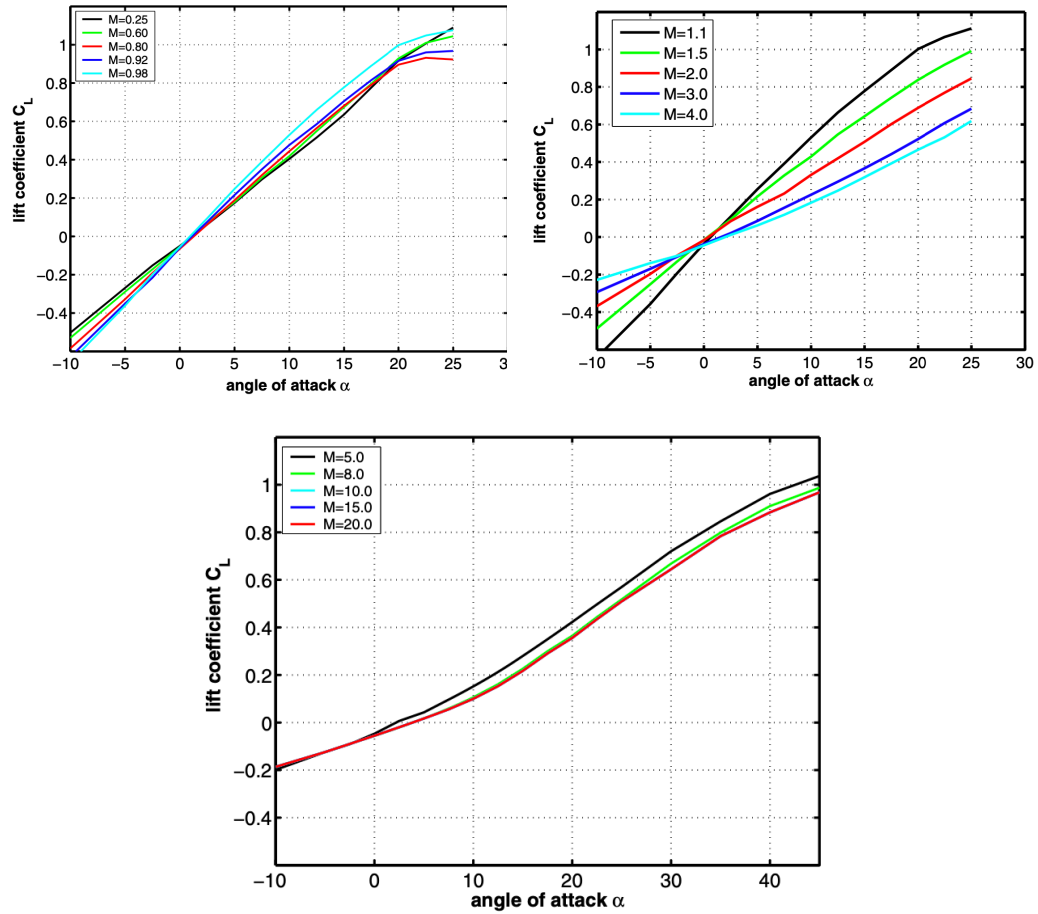 M=0.25
M=0.60
M=0.80
M=0.92
M=0.98
1
0.8
0.6
0.4
0.2
0
−0.2
−0.4
lift coefficient C_L
−10 −5 0 5 10 15 20 25 3
angle of attack α
M=1.1
M=1.5
M=2.0
M=3.0
M=4.0
1
0.8
0.6
0.4
0.2
0
−0.2
−0.4
lift coefficient C_L
−10 −5 0 5 10 15 20 25 30
angle of attack α
M=5.0
M=8.0
M=10.0
M=15.0
M=20.0
1
0.8
0.6
0.4
0.2
0
−0.2
−0.4
lift coefficient C_L
−10 0 10 20 30 40
angle of attack α